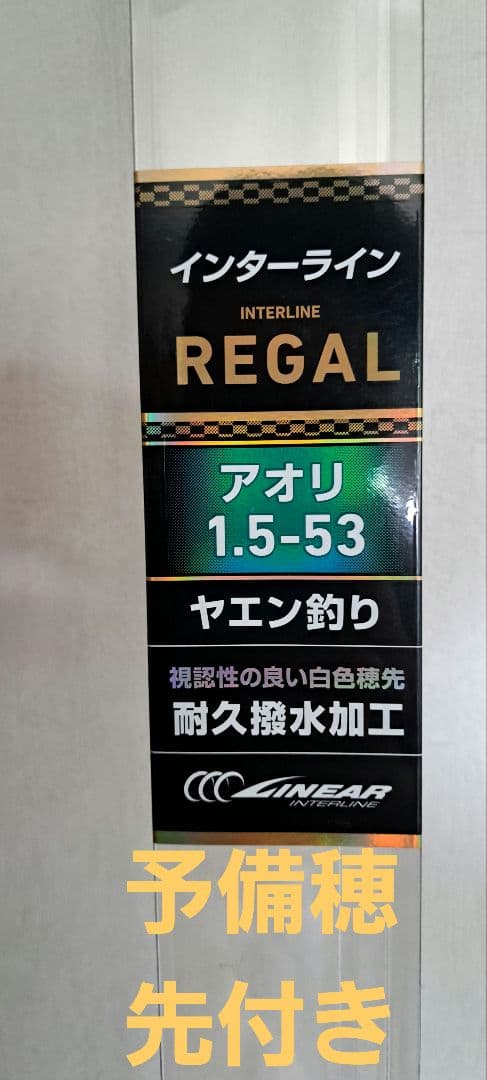 インターライン
INTERLINE
REGAL
アオリ
1.5-53
ヤエン釣り
視認性の良い白色穂先
耐久撥水加工
LINEAR
INTERLINE
予備穂
先付き